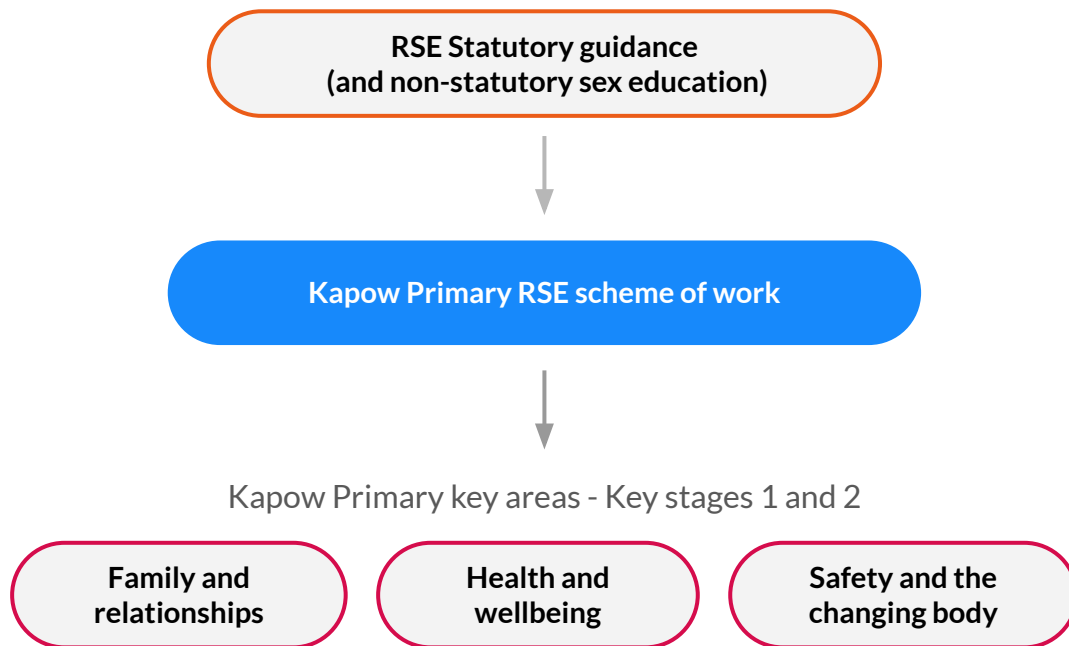 RSE Statutory guidance
(and non-statutory sex education)
Kapow Primary RSE scheme of work
Kapow Primary key areas - Key stages 1 and 2
Family and
relationships
Health and
wellbeing
Safety and the
changing body